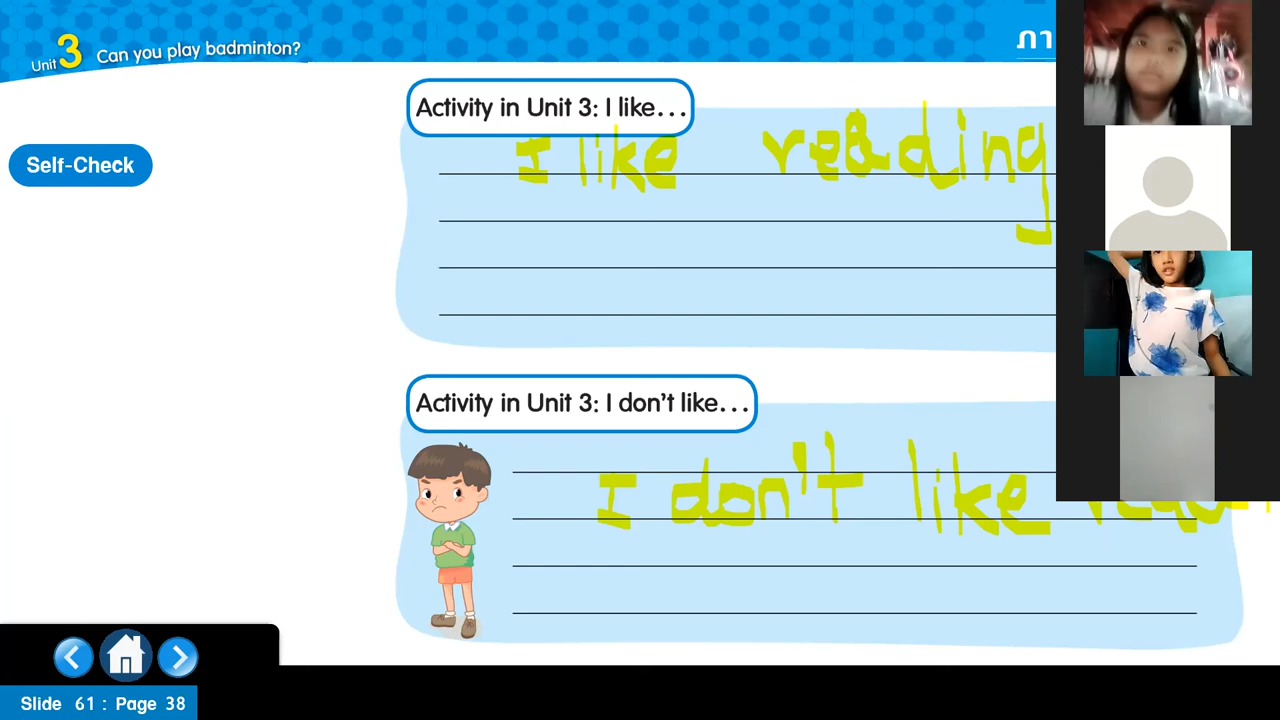 Unit 3 Can you play badminton?
ภา
Activity in Unit 3: I like...
I like reading
Self-Check
Activity in Unit 3: I don't like...
I don't like
Slide 61 : Page 38